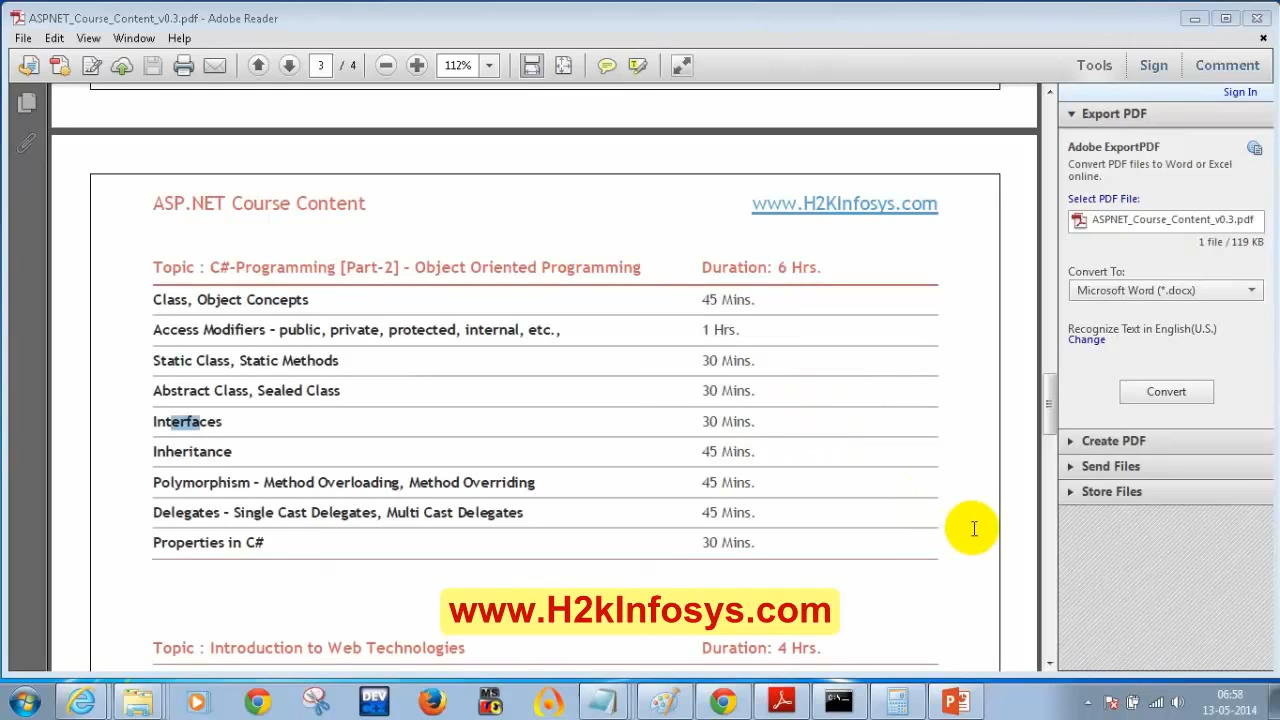 ASPNET_Course_Content_v0.3.pdf - Adobe Reader
File Edit View Window Help
3 / 4 112% Tools Sign Comment
Sign In
Export PDF
Adobe ExportPDF
Convert PDF files to Word or Excel
online.
Select PDF File:
ASPNET_Course_Content_v0.3.pdf
1 file / 119 KB
Convert To:
Microsoft Word (*.docx)
Recognize Text in English(U.S.)
Change
Convert
Create PDF
Send Files
Store Files
ASP.NET Course Content www.H2KInfosys.com
Topic : C#-Programming [Part-2] - Object Oriented Programming Duration: 6 Hrs.
Class, Object Concepts 45 Mins.
Access Modifiers - public, private, protected, internal, etc., 1 Hrs.
Static Class, Static Methods 30 Mins.
Abstract Class, Sealed Class 30 Mins.
Interfaces 30 Mins.
Inheritance 45 Mins.
Polymorphism - Method Overloading, Method Overriding 45 Mins.
Delegates - Single Cast Delegates, Multi Cast Delegates 45 Mins.
Properties in C# 30 Mins.
www.H2kInfosys.com
Topic : Introduction to Web Technologies Duration: 4 Hrs.
DEV
MS
06:58
13-05-2014